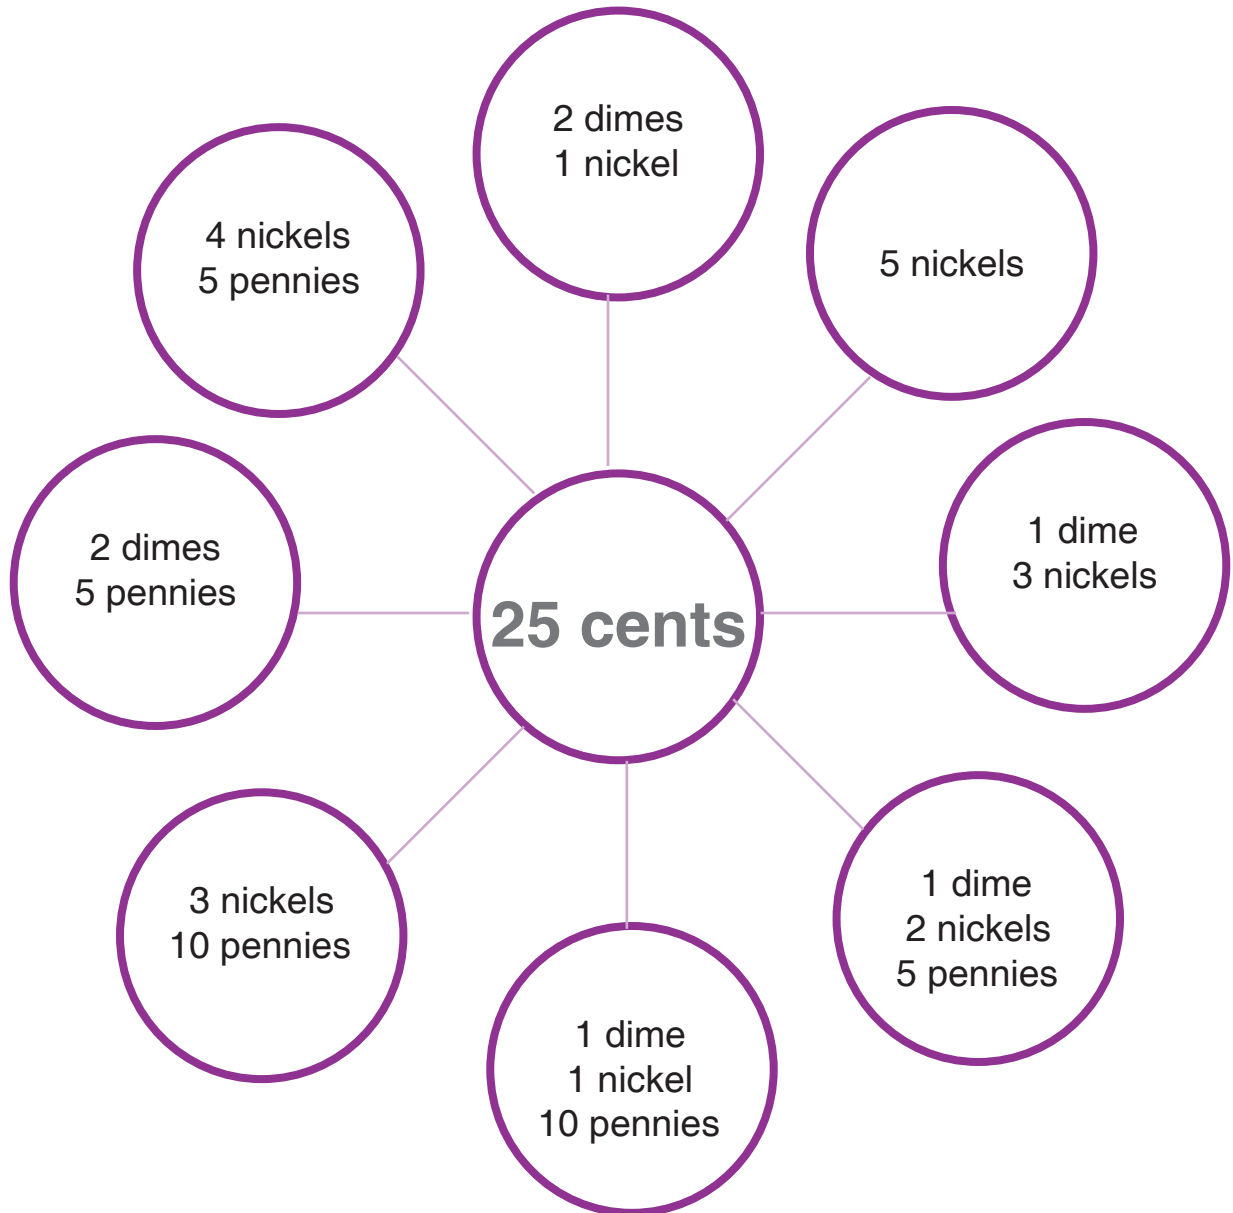 2 dimes
1 nickel
4 nickels
5 pennies
5 nickels
2 dimes
5 pennies
25 cents
1 dime
3 nickels
3 nickels
10 pennies
1 dime
2 nickels
5 pennies
1 dime
1 nickel
10 pennies